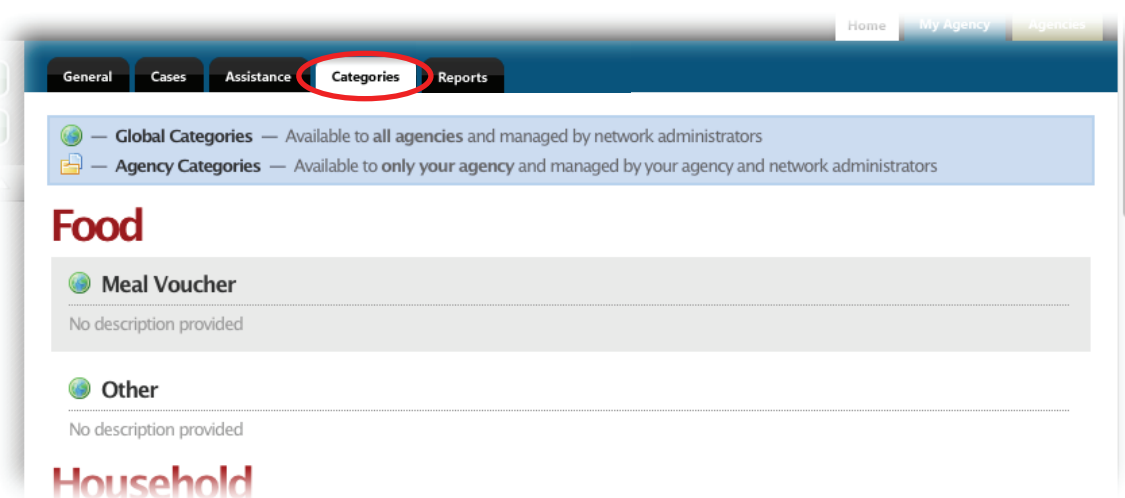 Home My Agency Agencies
General Cases Assistance Categories Reports
— Global Categories — Available to all agencies and managed by network administrators
— Agency Categories — Available to only your agency and managed by your agency and network administrators
Food
Meal Voucher
No description provided
Other
No description provided
Household